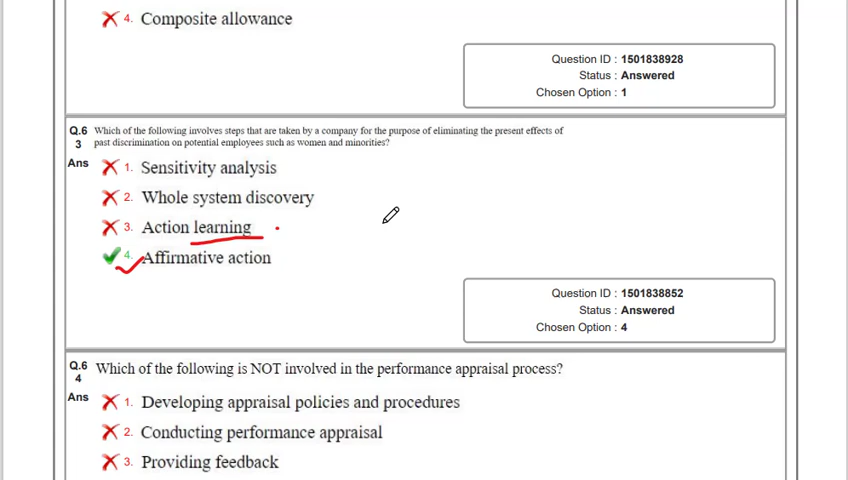 4. Composite allowance
Question ID : 1501838928
Status : Answered
Chosen Option : 1
Q.6 Which of the following involves steps that are taken by a company for the purpose of eliminating the present effects of
3 past discrimination on potential employees such as women and minorities?
Ans 1. Sensitivity analysis
2. Whole system discovery
3. Action learning
4. Affirmative action
Question ID : 1501838852
Status : Answered
Chosen Option : 4
Q.6 Which of the following is NOT involved in the performance appraisal process?
4
Ans 1. Developing appraisal policies and procedures
2. Conducting performance appraisal
3. Providing feedback